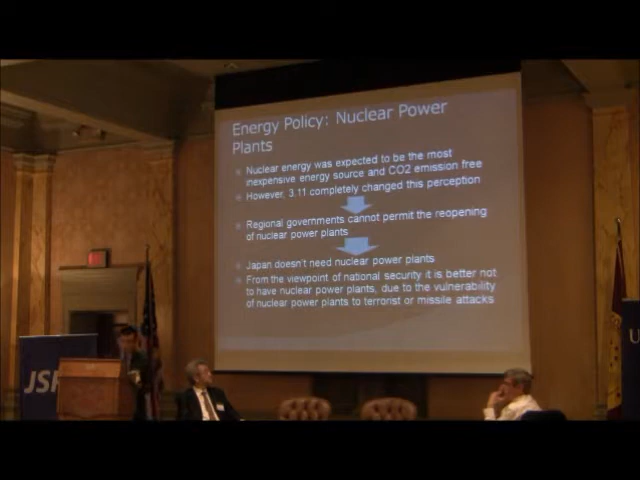 Energy Policy: Nuclear Power
Plants
Nuclear energy was expected to be the most
inexpensive energy source and CO2 emission free
However, 3.11 completely changed this perception
Regional governments cannot permit the reopening
of nuclear power plants
Japan doesn't need nuclear power plants
From the viewpoint of national security it is better not
to have nuclear power plants, due to the vulnerability
of nuclear power plants to terrorist or missile attacks
JS
U